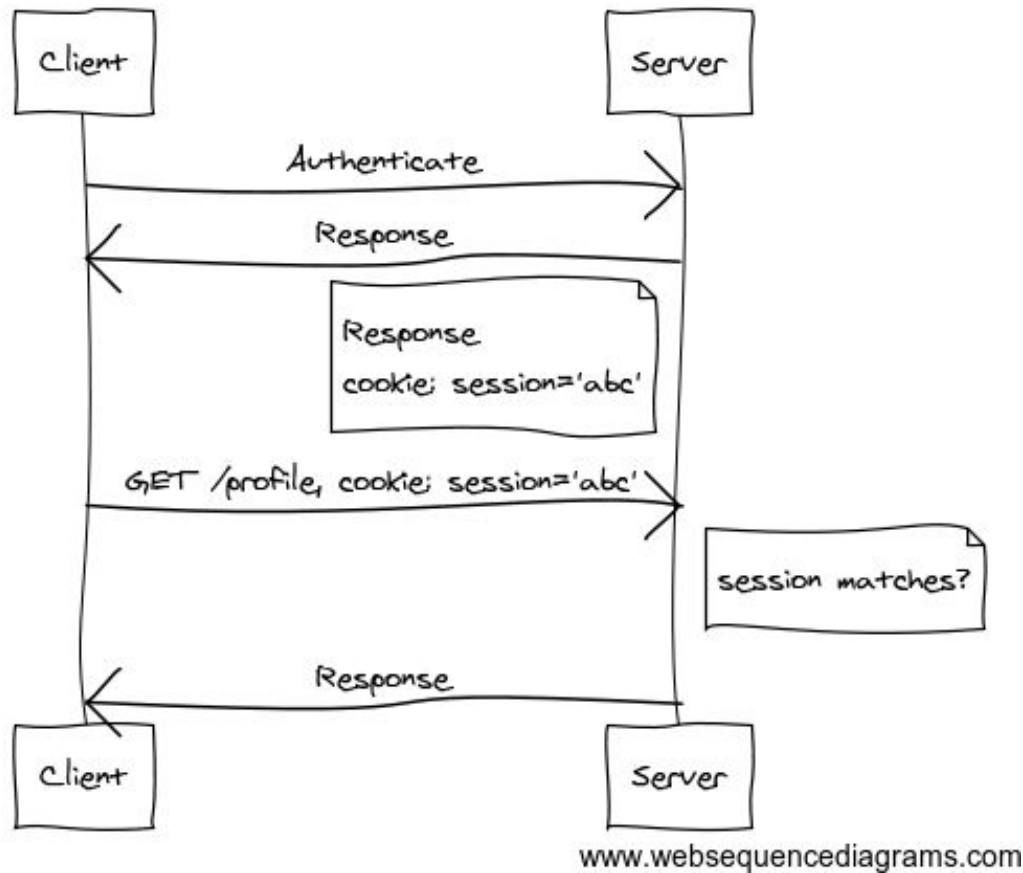 Client
Server
Authenticate
Response
Response
cookie; session='abc'
GET /profile, cookie; session='abc'
session matches?
Response
Client
Server
www.websequencediagrams.com